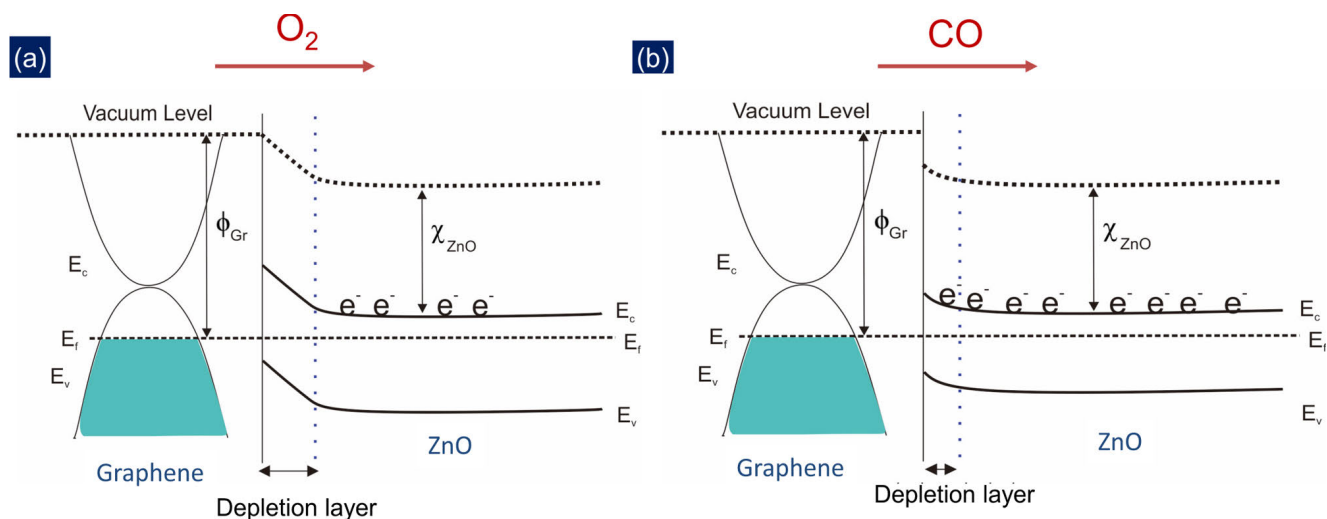 (a)
O₂
Vacuum Level
ϕGr
χZnO
Ec
e⁻ e⁻ e⁻ e⁻
Ec
Ef
Ef
Ev
Ev
Graphene
ZnO
Depletion layer
(b)
CO
Vacuum Level
ϕGr
χZnO
Ec
e⁻ e⁻ e⁻ e⁻ e⁻ e⁻ e⁻ e⁻
Ec
Ef
Ef
Ev
Ev
Graphene
ZnO
Depletion layer